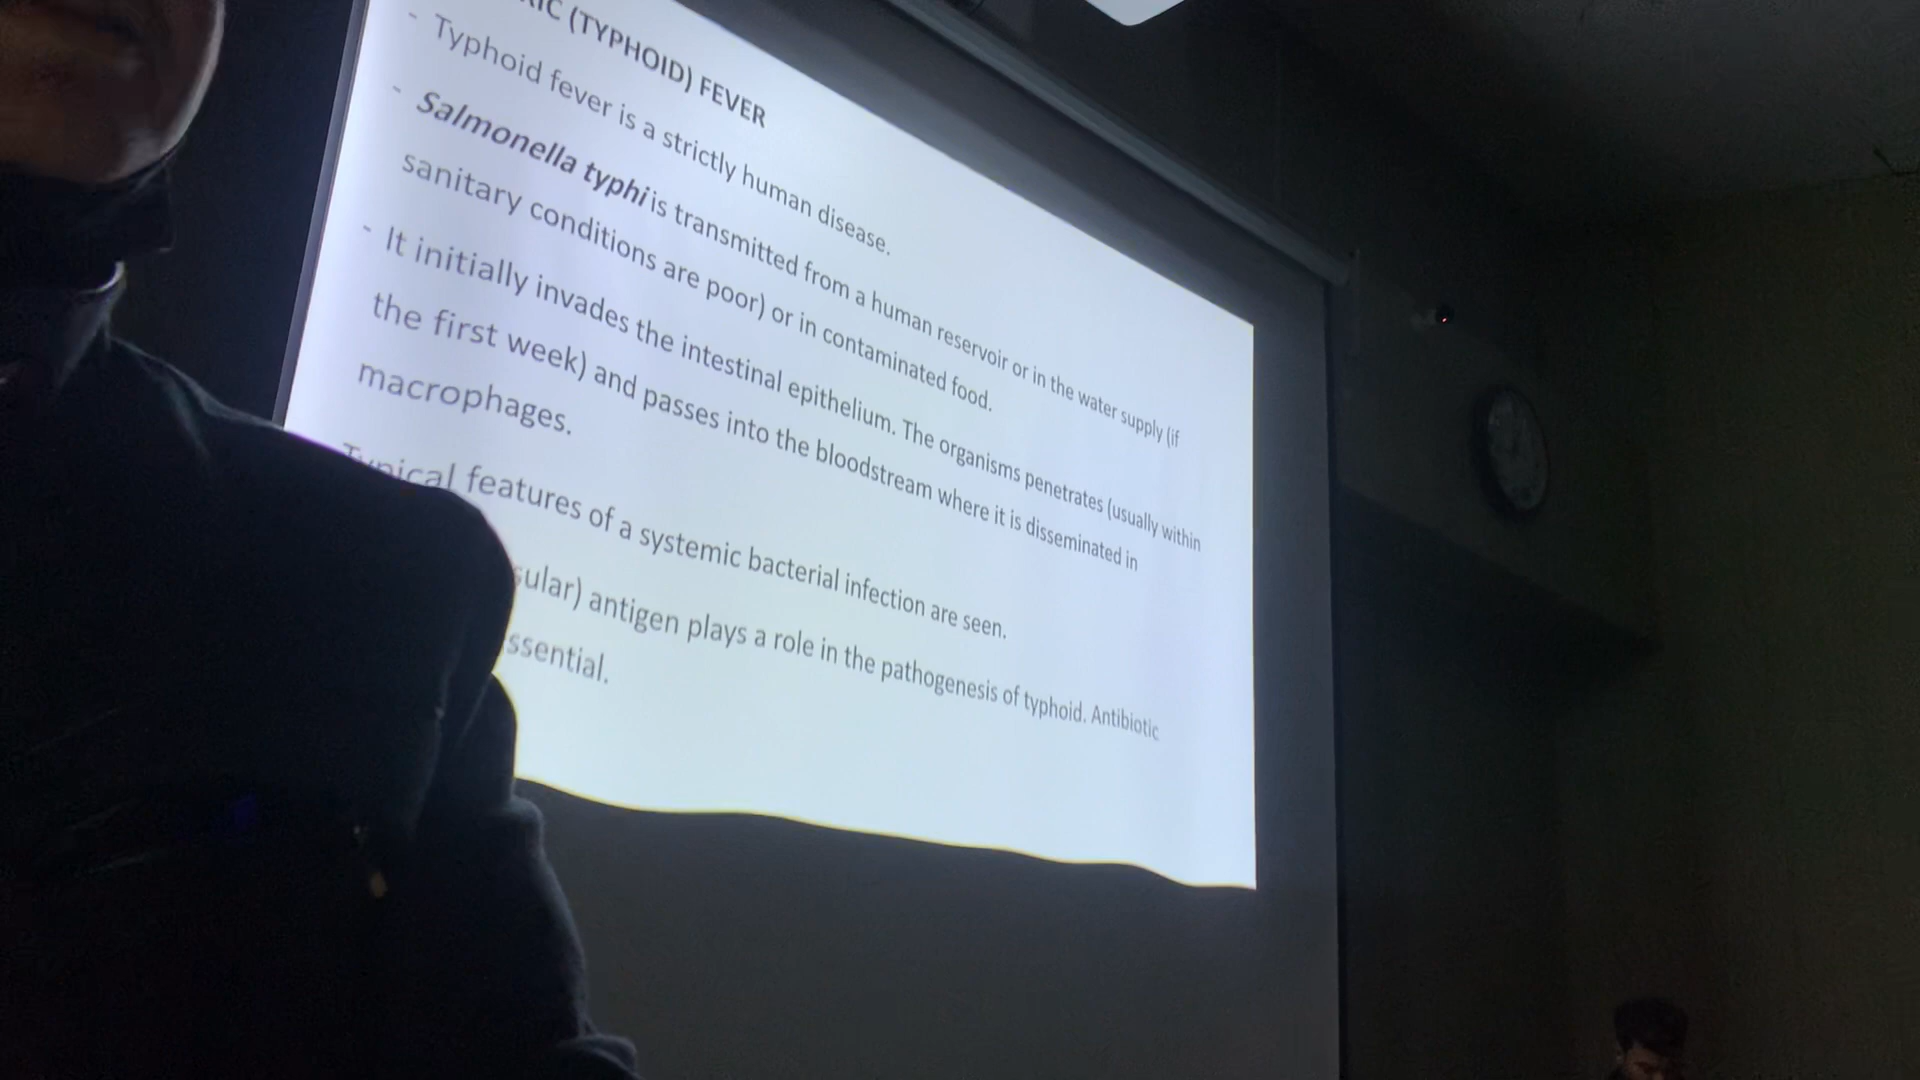 (TYPHOID) FEVER
- Typhoid fever is a strictly human disease.
- Salmonella typhi is transmitted from a human reservoir or in the water supply (if
sanitary conditions are poor) or in contaminated food.
- It initially invades the intestinal epithelium. The organisms penetrates (usually within
the first week) and passes into the bloodstream where it is disseminated in
macrophages.
Typical features of a systemic bacterial infection are seen.
antigen plays a role in the pathogenesis of typhoid. Antibiotic